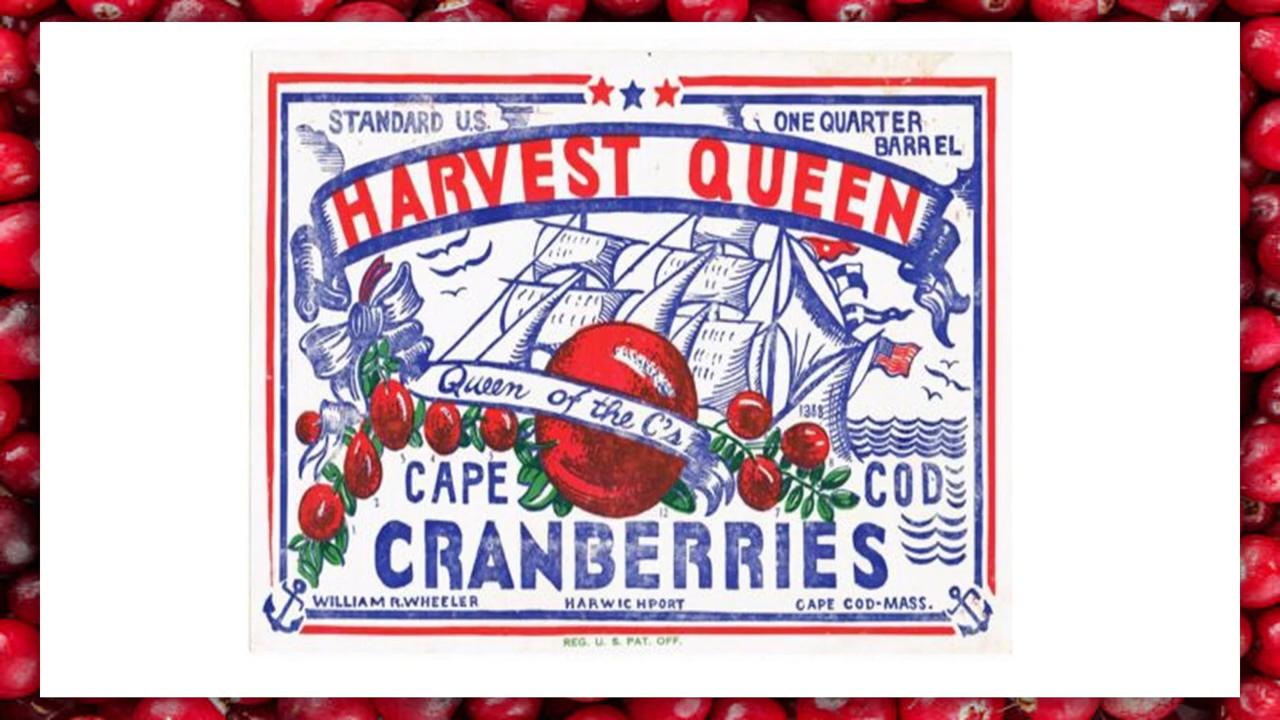 STANDARD U.S.
ONE QUARTER
BARREL
HARVEST QUEEN
Queen of the C's
CAPE COD
CRANBERRIES
WILLIAM R. WHEELER HARWICHPORT CAPE COD-MASS.
REG. U. S. PAT. OFF.